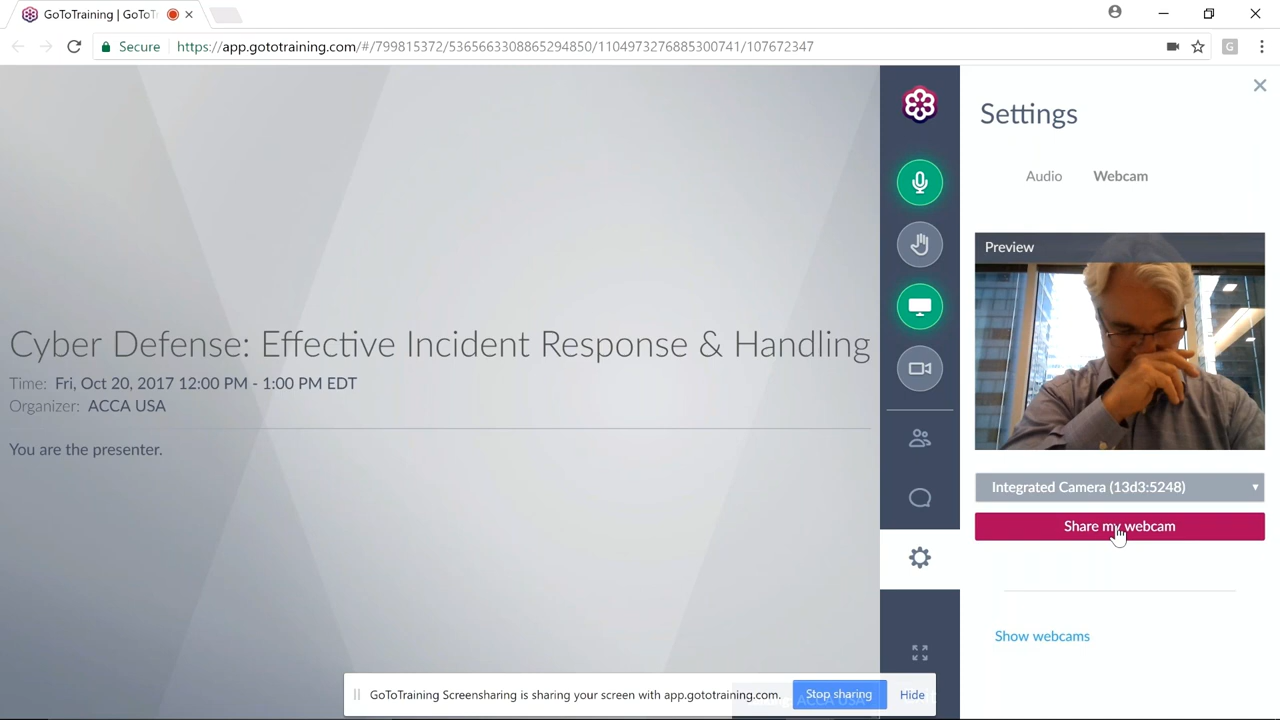 GoToTraining | GoToT
Secure
https://app.gototraining.com/#/799815372/5365663308865294850/1104973276885300741/107672347
G
Settings
Audio
Webcam
Preview
Cyber Defense: Effective Incident Response & Handling
Time: Fri, Oct 20, 2017 12:00 PM - 1:00 PM EDT
Organizer: ACCA USA
You are the presenter.
Integrated Camera (13d3:5248)
Share my webcam
Show webcams
GoToTraining Screensharing is sharing your screen with app.gototraining.com.
Stop sharing
Hide
ACCA USA